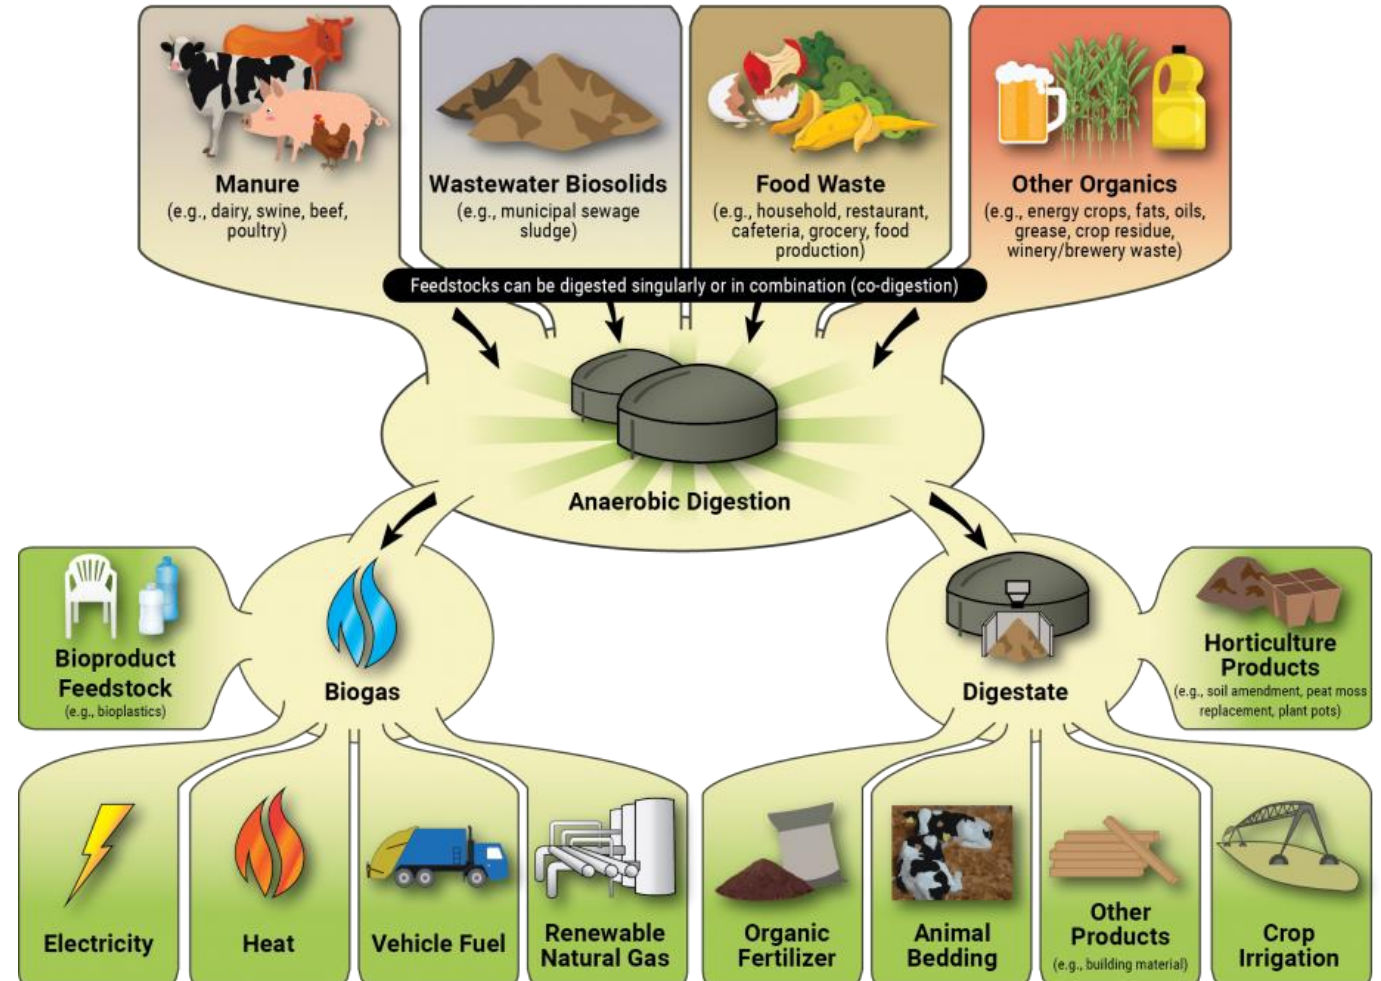 Manure
(e.g., dairy, swine, beef,
poultry)
Wastewater Biosolids
(e.g., municipal sewage
sludge)
Food Waste
(e.g., household, restaurant,
cafeteria, grocery, food
production)
Other Organics
(e.g., energy crops, fats, oils,
grease, crop residue,
winery/brewery waste)
Feedstocks can be digested singularly or in combination (co-digestion)
Anaerobic Digestion
Bioproduct
Feedstock
(e.g., bioplastics)
Biogas
Digestate
Horticulture
Products
(e.g., soil amendment, peat moss
replacement, plant pots)
Electricity
Heat
Vehicle Fuel
Renewable
Natural Gas
Organic
Fertilizer
Animal
Bedding
Other
Products
(e.g., building material)
Crop
Irrigation